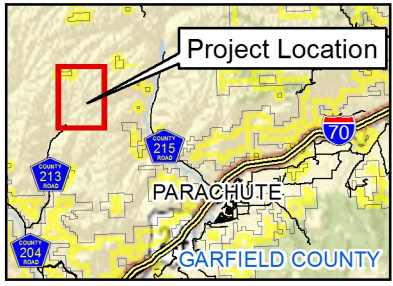 Project Location
70
COUNTY
215
ROAD
COUNTY
213
ROAD
PARACHUTE
COUNTY
204
ROAD
GARFIELD COUNTY